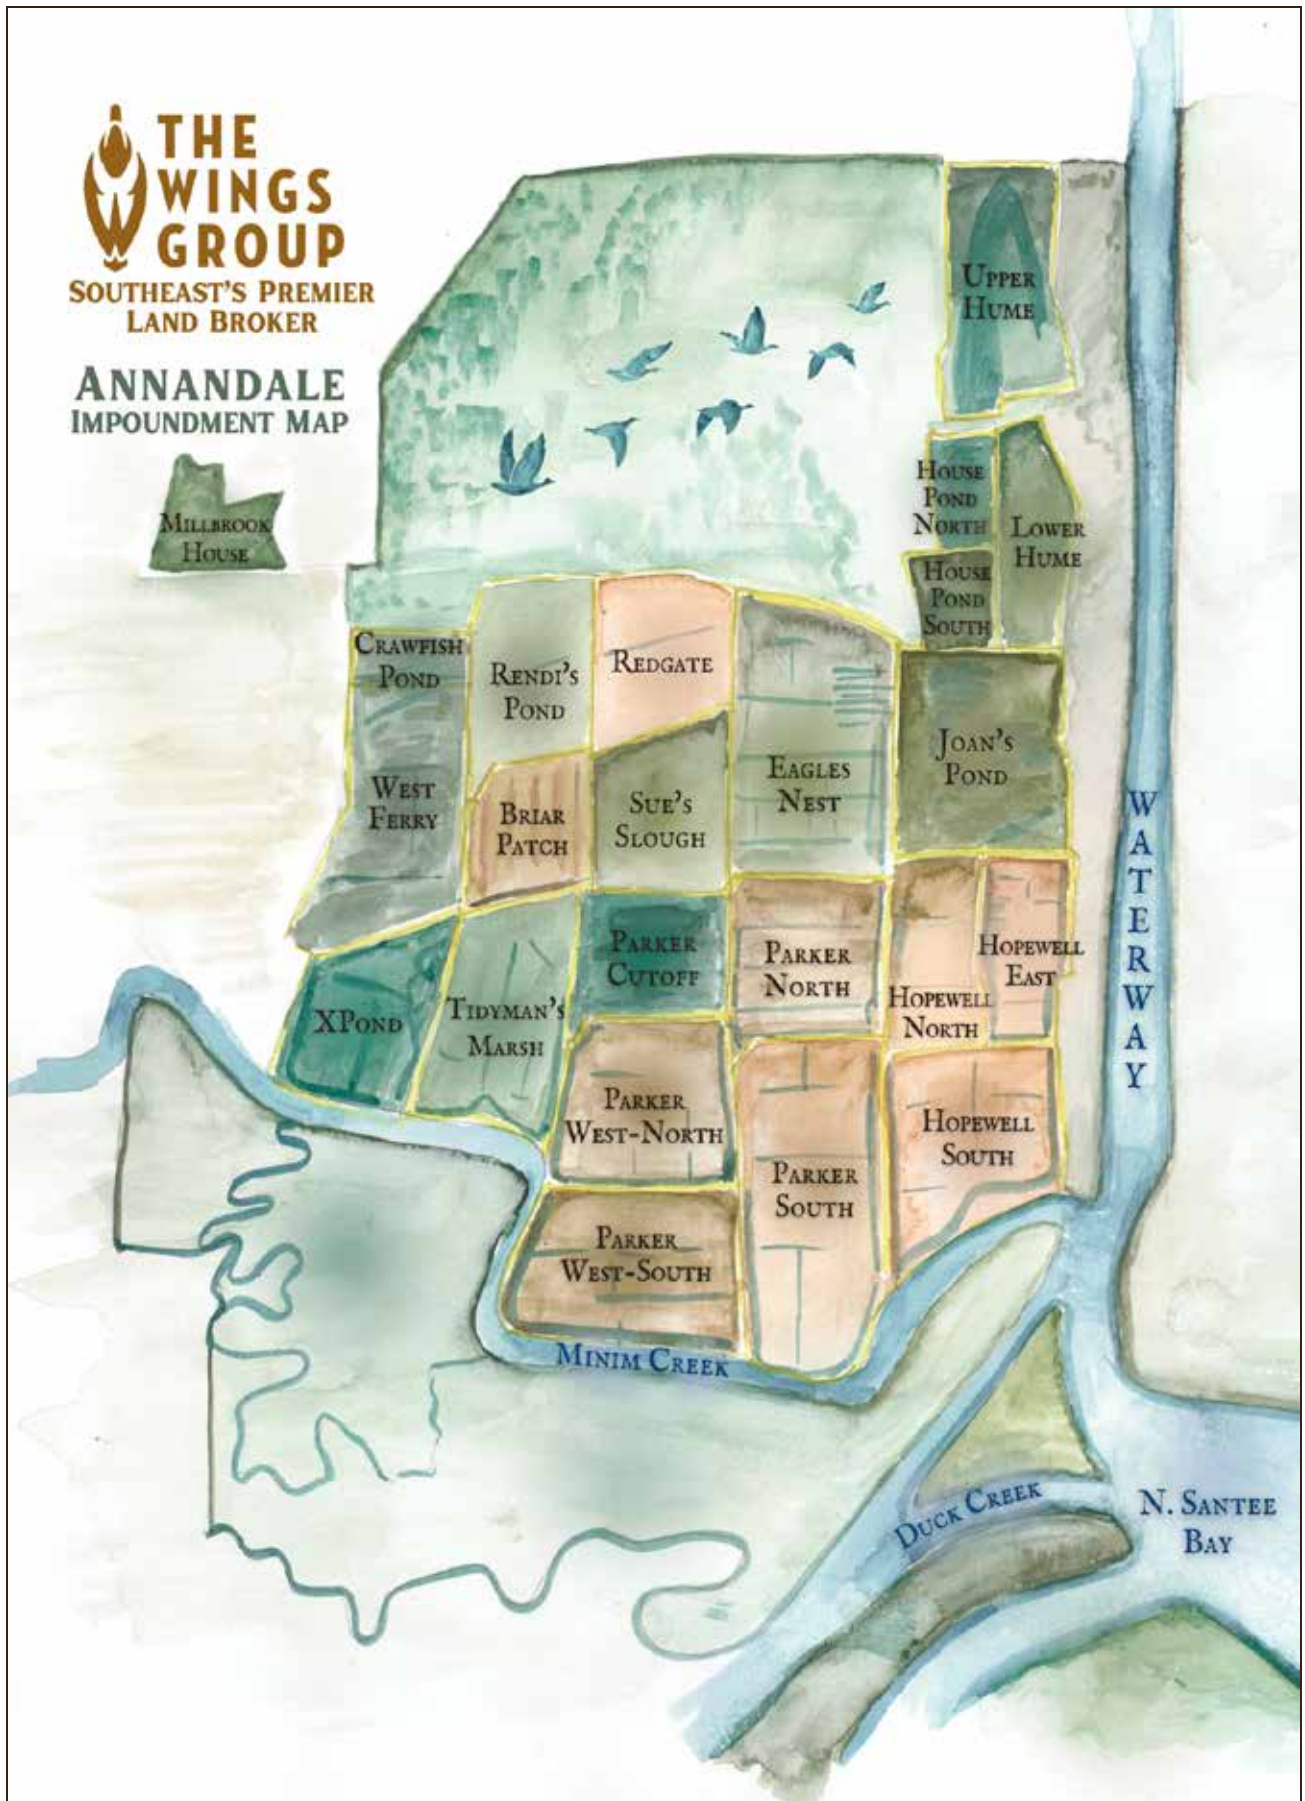 THE
WINGS
GROUP
SOUTHEAST'S PREMIER
LAND BROKER
ANNANDALE
IMPOUNDMENT MAP
MILLBROOK
HOUSE
UPPER
HUME
HOUSE
POND
NORTH
LOWER
HUME
HOUSE
POND
SOUTH
CRAWFISH
POND
RENDI'S
POND
REDGATE
EAGLES
NEST
JOAN'S
POND
WEST
FERRY
BRIAR
PATCH
SUE'S
SLOUGH
PARKER
CUTOFF
PARKER
NORTH
HOPEWELL
NORTH
HOPEWELL
EAST
XPOND
TIDYMAN'S
MARSH
PARKER
WEST-NORTH
PARKER
SOUTH
HOPEWELL
SOUTH
PARKER
WEST-SOUTH
WATERWAY
MINIM CREEK
DUCK CREEK
N. SANTEE
BAY